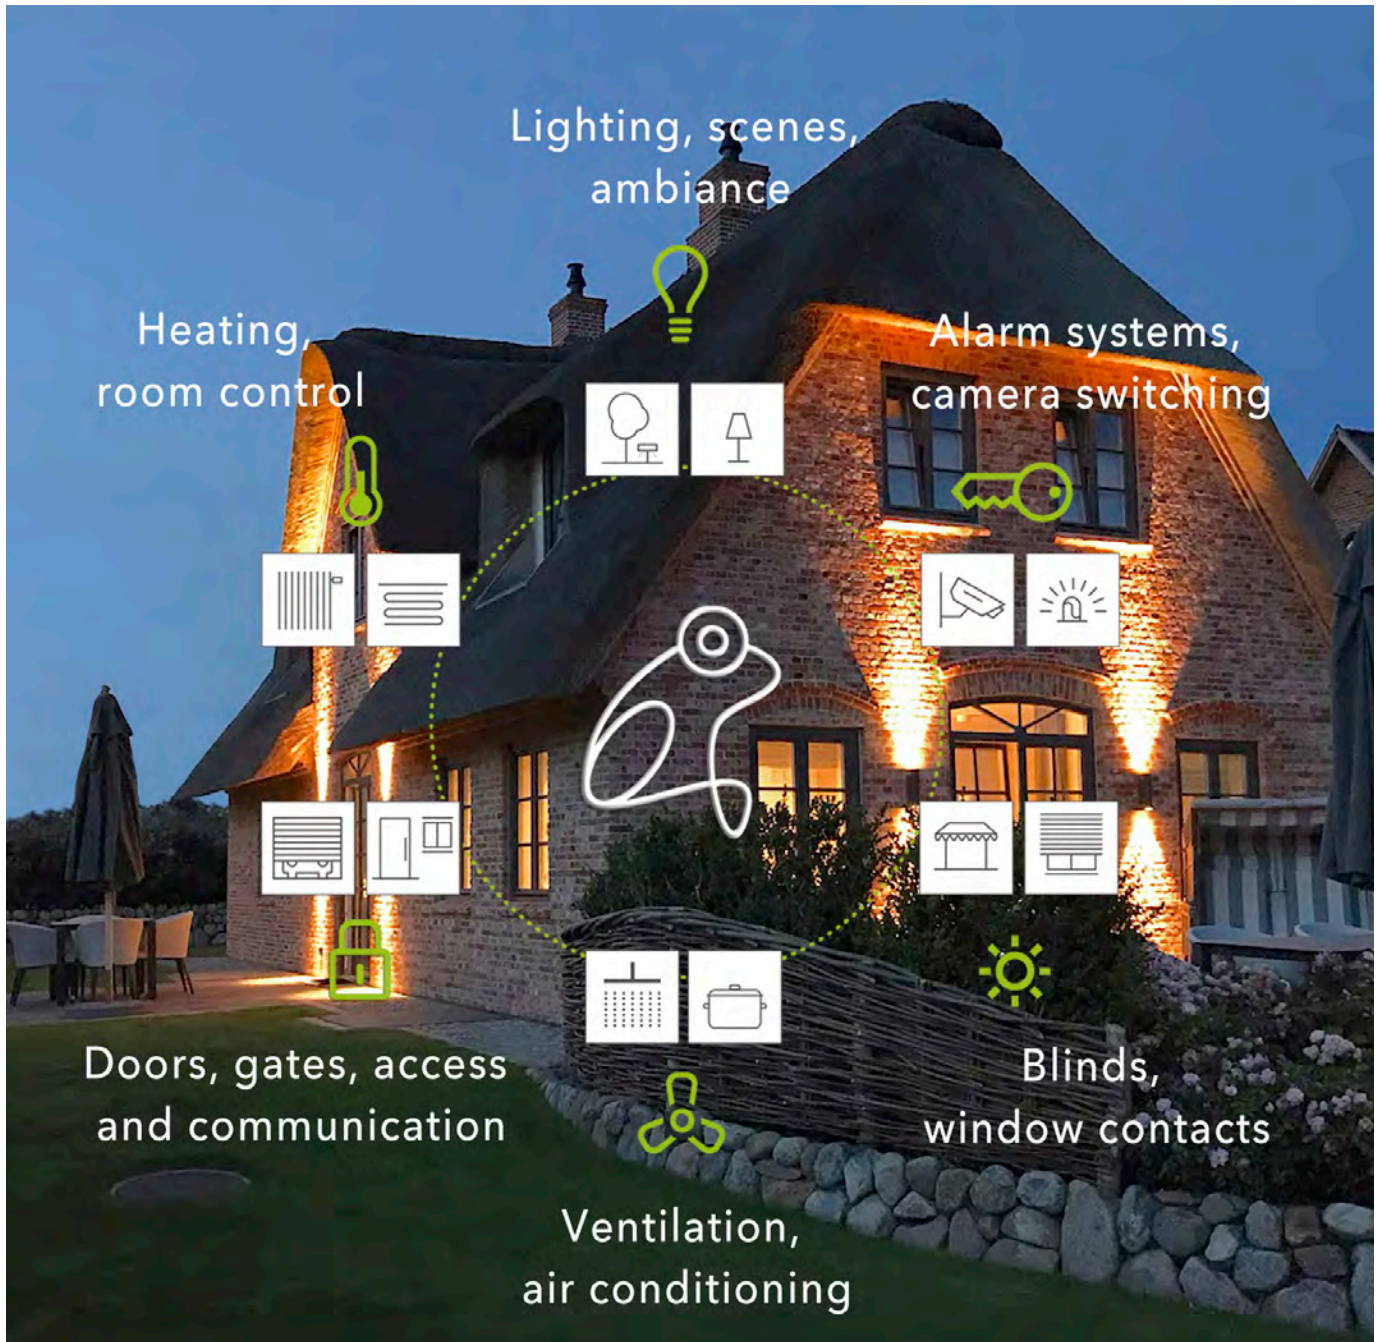 Lighting, scenes,
ambiance
Heating,
room control
Alarm systems,
camera switching
Doors, gates, access
and communication
Blinds,
window contacts
Ventilation,
air conditioning